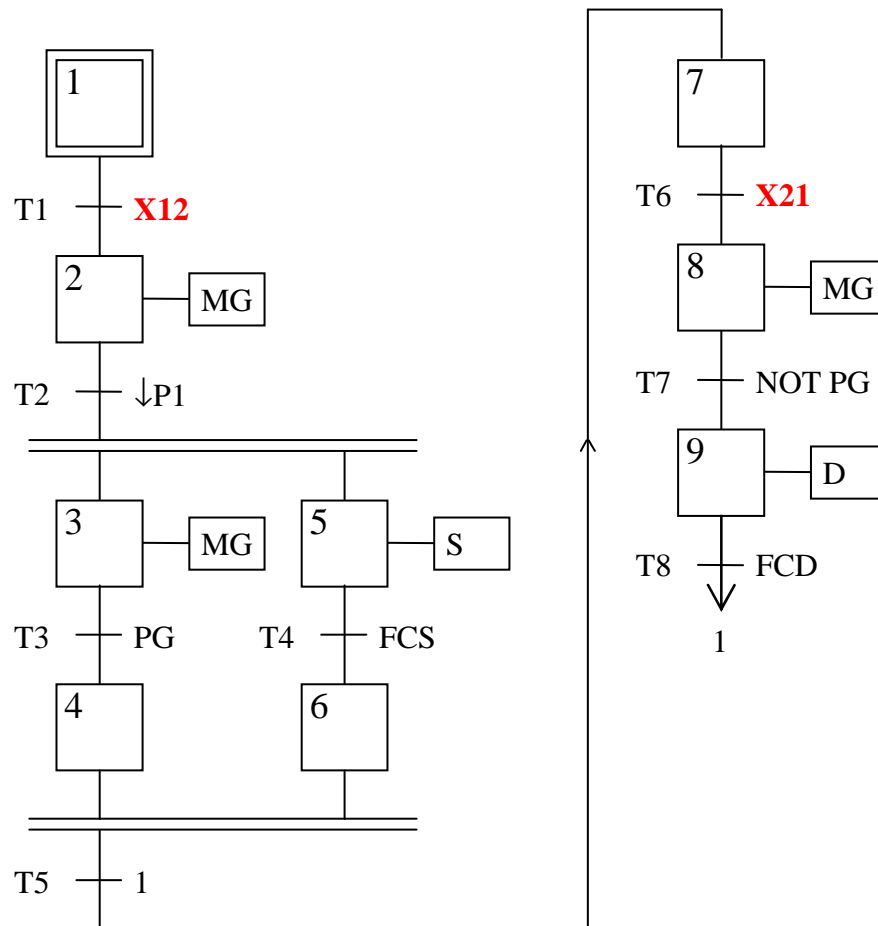 1
T1 X12
2 MG
T2 ↓P1
3 MG
5 S
T3 PG
T4 FCS
4
6
T5 1
7
T6 X21
8 MG
T7 NOT PG
9 D
T8 FCD
1